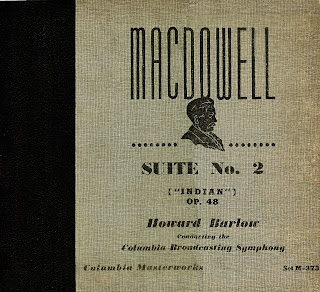 MACDOWELL
SUITE No. 2
("INDIAN")
OP. 48
Howard Barlow
Conducting the
Columbia Broadcasting Symphony
Columbia Masterworks
Set M-373